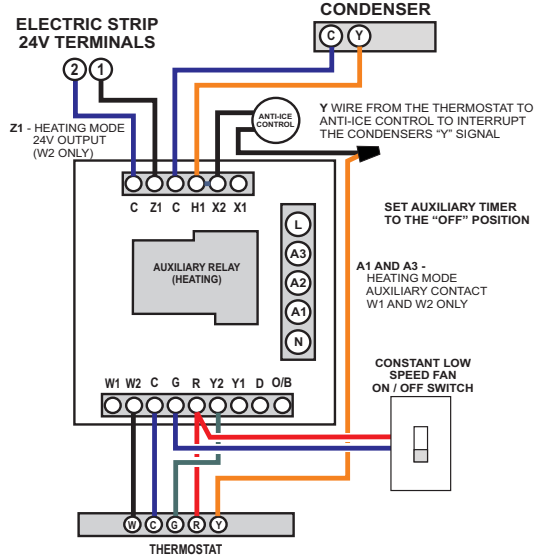 CONDENSER
C Y
ELECTRIC STRIP
24V TERMINALS
2 1
Z1 - HEATING MODE
24V OUTPUT
(W2 ONLY)
ANTI-ICE
CONTROL
Y WIRE FROM THE THERMOSTAT TO
ANTI-ICE CONTROL TO INTERRUPT
THE CONDENSERS “Y” SIGNAL
C Z1 C H1 X2 X1
SET AUXILIARY TIMER
TO THE “OFF” POSITION
L
A3
A2
A1
N
AUXILIARY RELAY
(HEATING)
A1 AND A3 -
HEATING MODE
AUXILIARY CONTACT
W1 AND W2 ONLY
CONSTANT LOW
SPEED FAN
ON / OFF SWITCH
W1 W2 C G R Y2 Y1 D O/B
W C G R Y
THERMOSTAT